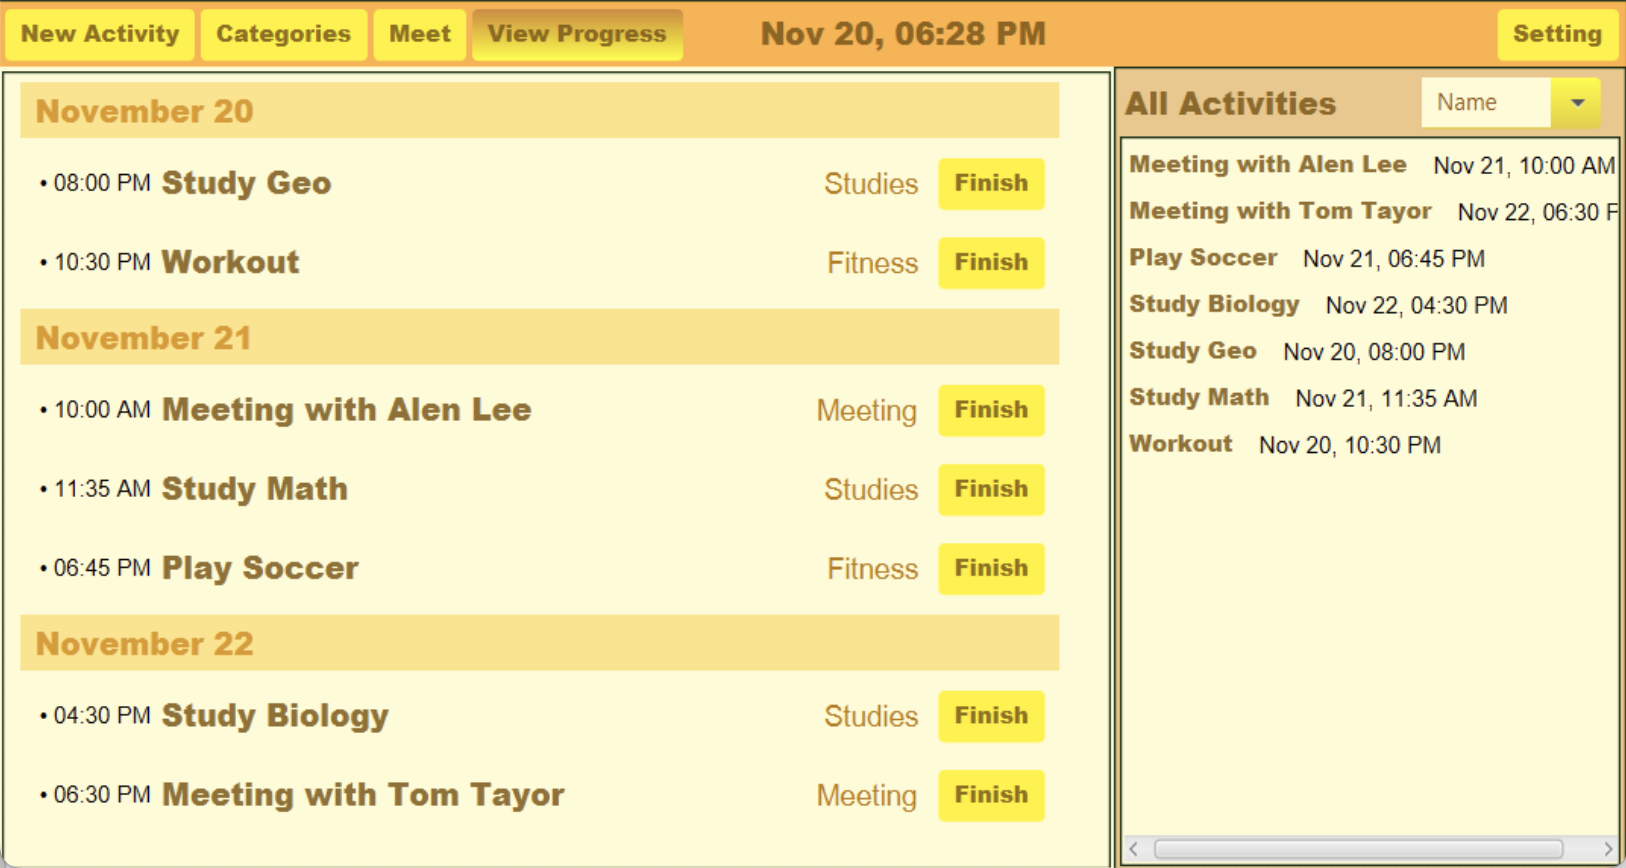 New Activity Categories Meet View Progress Nov 20, 06:28 PM Setting
November 20
• 08:00 PM Study Geo Studies Finish
• 10:30 PM Workout Fitness Finish
November 21
• 10:00 AM Meeting with Alen Lee Meeting Finish
• 11:35 AM Study Math Studies Finish
• 06:45 PM Play Soccer Fitness Finish
November 22
• 04:30 PM Study Biology Studies Finish
• 06:30 PM Meeting with Tom Tayor Meeting Finish
All Activities Name
Meeting with Alen Lee Nov 21, 10:00 AM
Meeting with Tom Tayor Nov 22, 06:30
Play Soccer Nov 21, 06:45 PM
Study Biology Nov 22, 04:30 PM
Study Geo Nov 20, 08:00 PM
Study Math Nov 21, 11:35 AM
Workout Nov 20, 10:30 PM